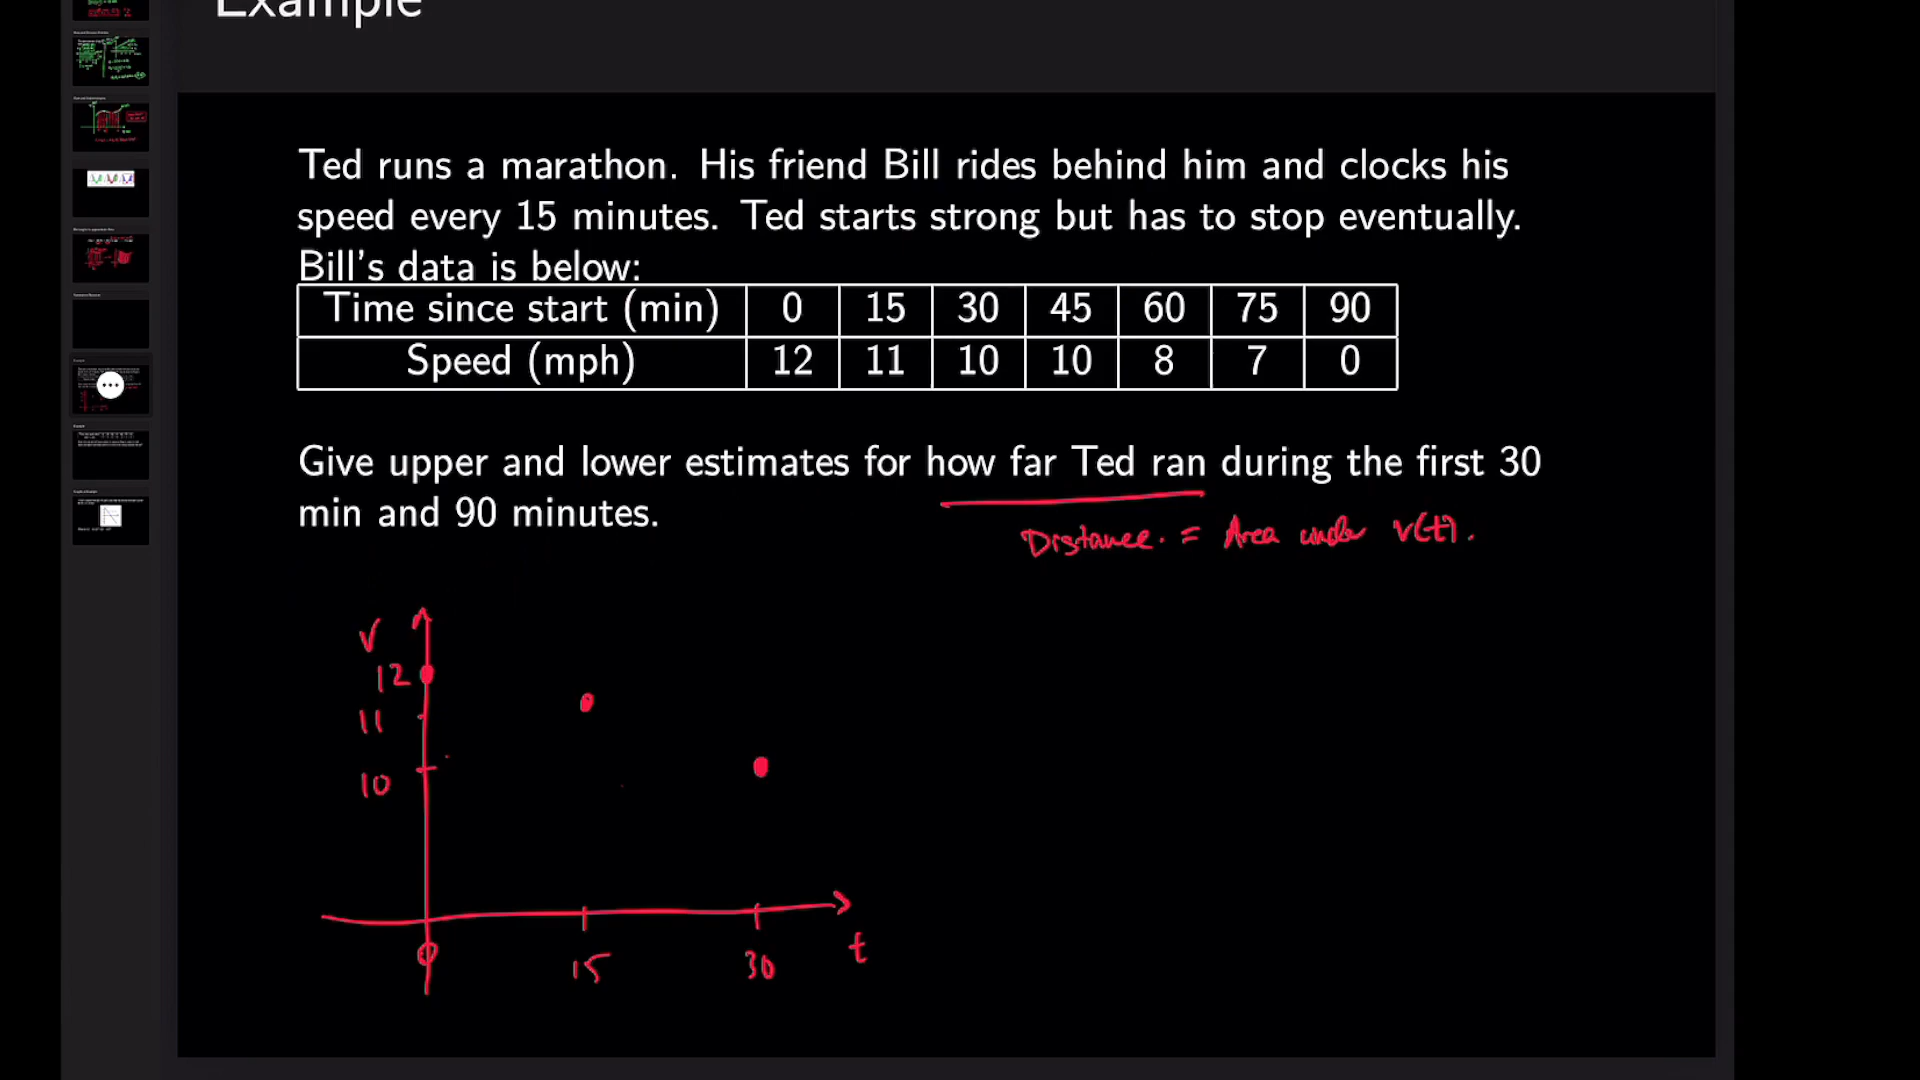 Example
Ted runs a marathon. His friend Bill rides behind him and clocks his
speed every 15 minutes. Ted starts strong but has to stop eventually.
Bill's data is below:
Time since start (min) 0 15 30 45 60 75 90
Speed (mph) 12 11 10 10 8 7 0
Give upper and lower estimates for how far Ted ran during the first 30
min and 90 minutes.
Distance. = Area under v(t).
V
12
11
10
0 15 30 t